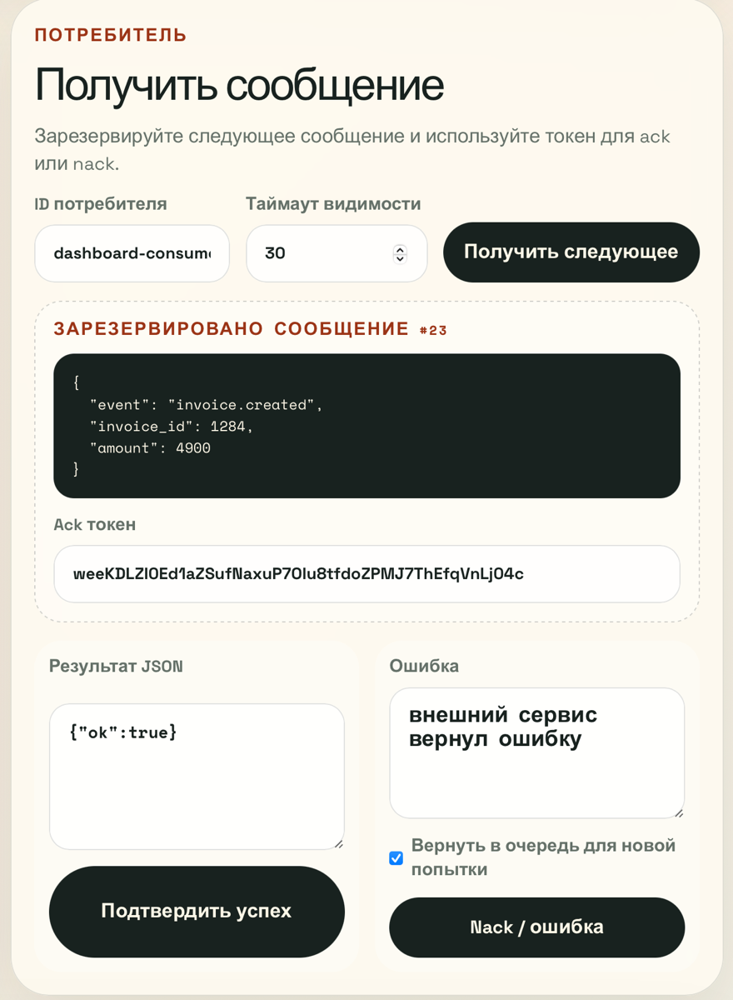 ПОТРЕБИТЕЛЬ
Получить сообщение
Зарезервируйте следующее сообщение и используйте токен для ack
или nack.
ID потребителя
Таймаут видимости
dashboard-consum
30
Получить следующее
ЗАРЕЗЕРВИРОВАНО СООБЩЕНИЕ #23
{
"event": "invoice.created",
"invoice_id": 1284,
"amount": 4900
}
Ack токен
weeKDLZI0Ed1aZSufNaxuP70Iu8tfdoZPMJ7ThEfqVnLj04c
Результат JSON
{"ok":true}
Подтвердить успех
Ошибка
внешний сервис
вернул ошибку
Вернуть в очередь для новой
попытки
Nack / ошибка